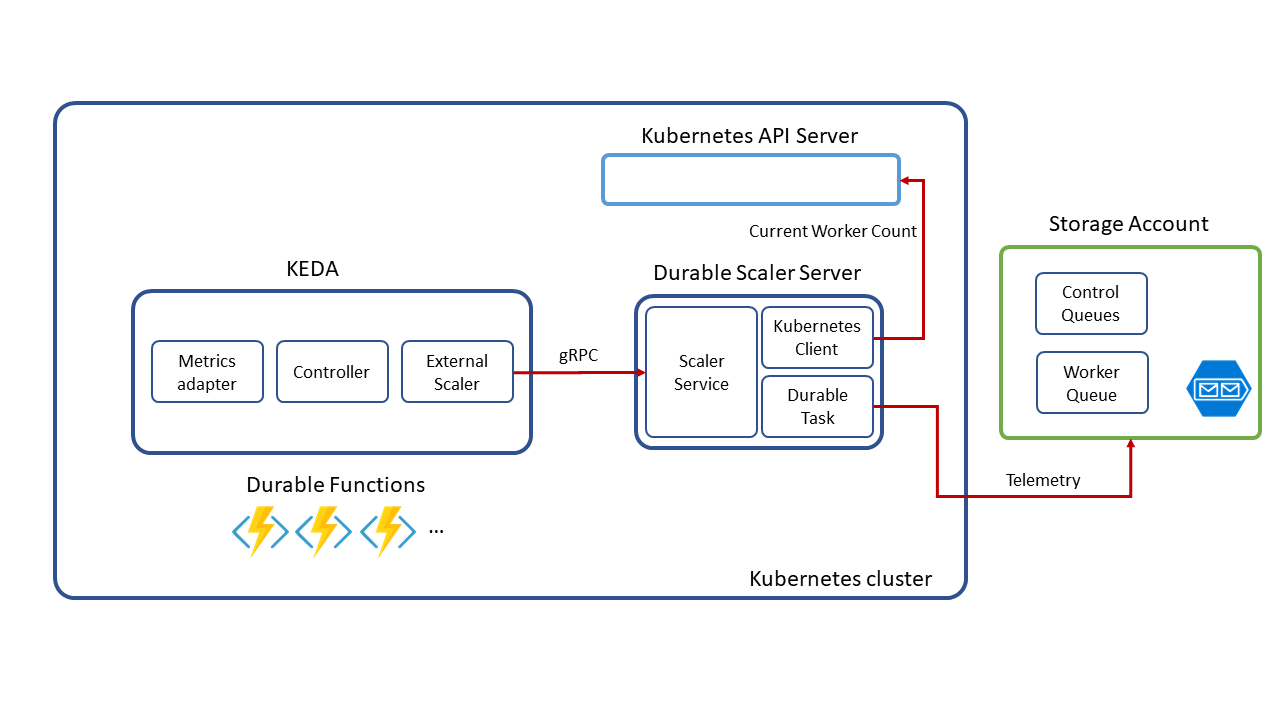 Kubernetes API Server
Current Worker Count
Storage Account
Control
Queues
Worker
Queue
KEDA
Metrics
adapter
Controller
External
Scaler
gRPC
Durable Scaler Server
Scaler
Service
Kubernetes
Client
Durable
Task
Telemetry
Durable Functions
...
Kubernetes cluster